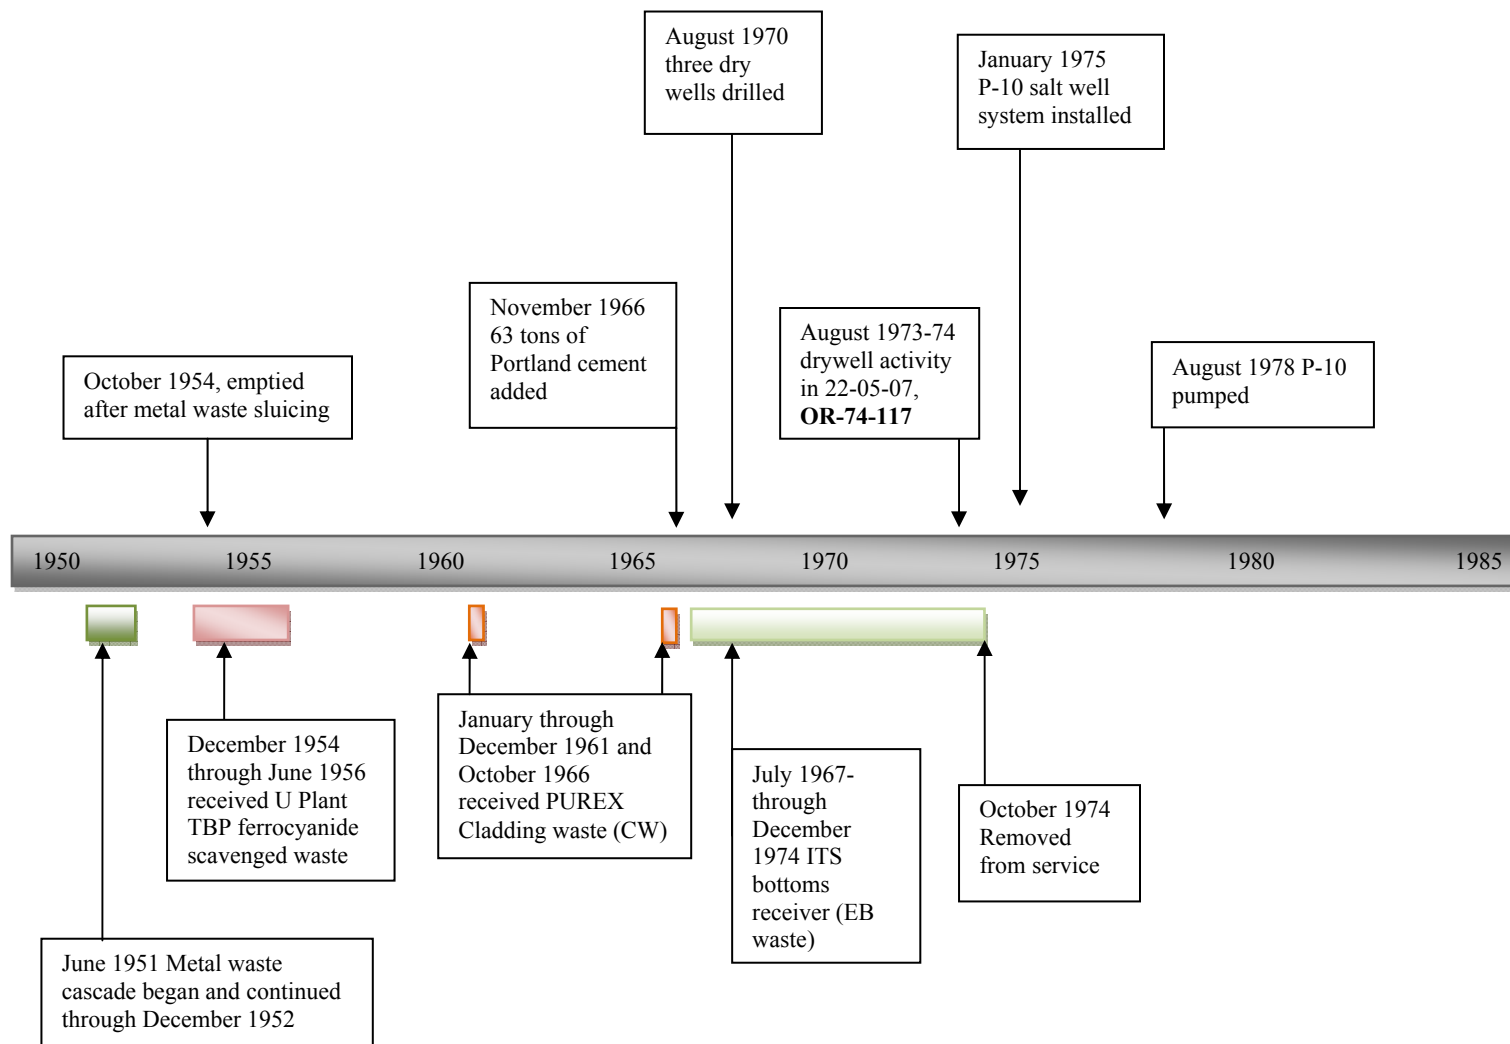 August 1970
three dry
wells drilled
January 1975
P-10 salt well
system installed
November 1966
63 tons of
Portland cement
added
August 1973-74
drywell activity
in 22-05-07,
OR-74-117
October 1954, emptied
after metal waste sluicing
August 1978 P-10
pumped
1950 1955 1960 1965 1970 1975 1980 1985
December 1954
through June 1956
received U Plant
TBP ferrocyanide
scavenged waste
January through
December 1961 and
October 1966
received PUREX
Cladding waste (CW)
July 1967-
through
December
1974 ITS
bottoms
receiver (EB
waste)
October 1974
Removed
from service
June 1951 Metal waste
cascade began and continued
through December 1952